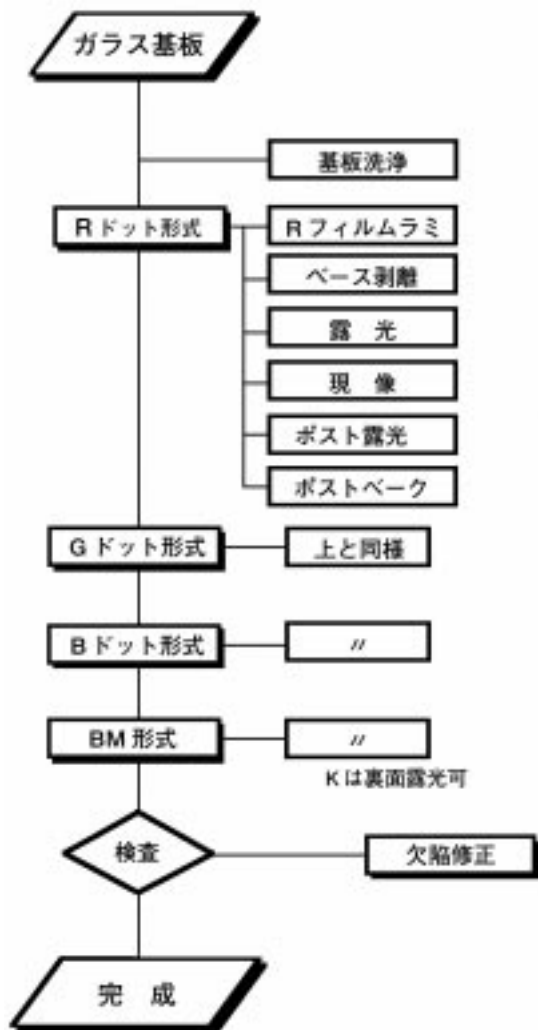 ガラス基板
基板洗浄
Rドット形式
Rフィルムラミ
ベース剥離
露 光
現 像
ポスト露光
ポストベーク
Gドット形式
上と同様
Bドット形式
〃
BM形式
〃
Kは裏面露光可
検査
欠陥修正
完 成